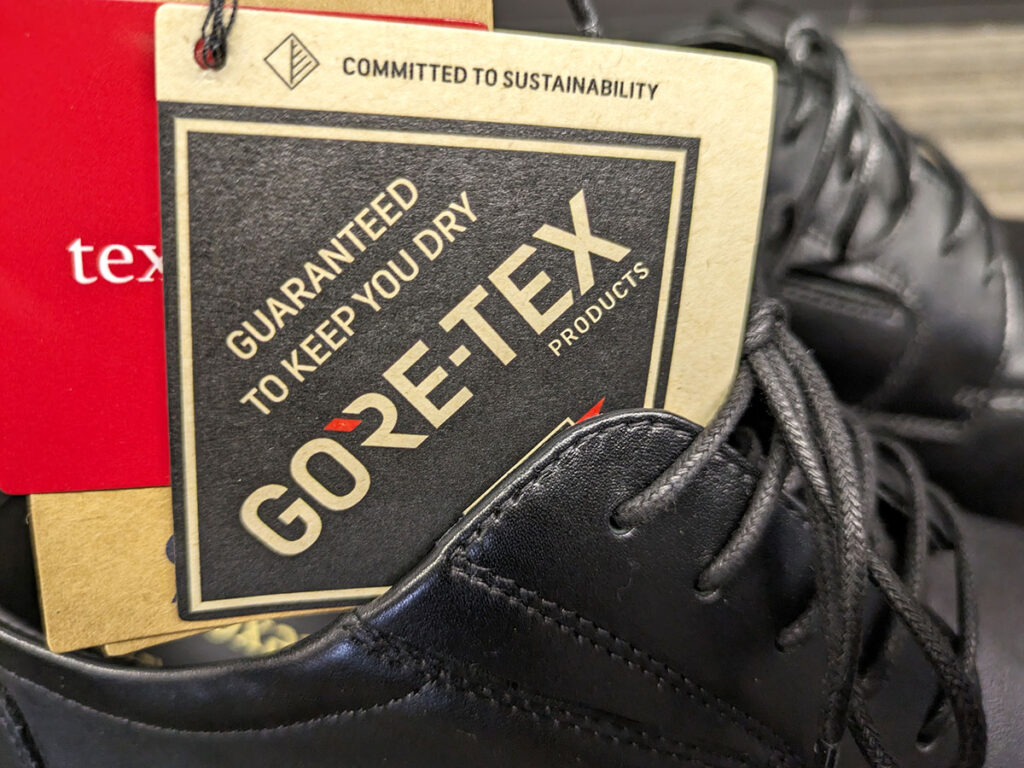 COMMITTED TO SUSTAINABILITY
GUARANTEED
TO KEEP YOU DRY
GORE-TEX
PRODUCTS
tex